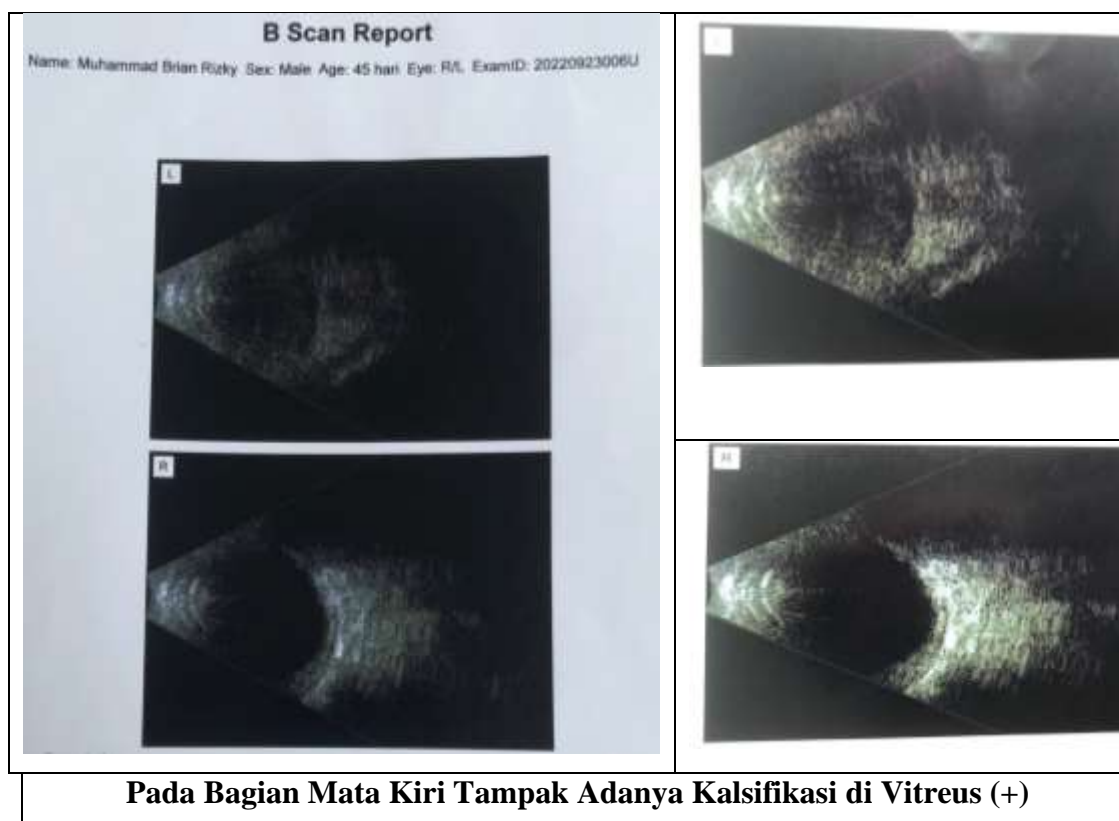 B Scan Report
Name: Muhammad Brian Rizky Sex: Male Age: 45 hari Eye: R/L ExamID: 20220923006U
L
R
L
R
Pada Bagian Mata Kiri Tampak Adanya Kalsifikasi di Vitreus (+)